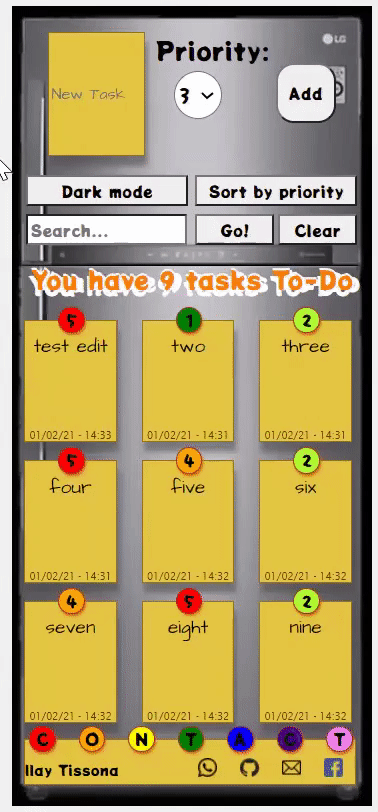 LG
Priority:
New Task
3
Add
Dark mode
Sort by priority
Search...
Go!
Clear
You have 9 tasks To-Do
5
1
2
test edit
two
three
01/02/21 - 14:33
01/02/21 - 14:31
01/02/21 - 14:31
5
4
2
four
five
six
01/02/21 - 14:31
01/02/21 - 14:32
01/02/21 - 14:32
4
5
2
seven
eight
nine
01/02/21 - 14:32
01/02/21 - 14:32
01/02/21 - 14:32
C O N T A C T
llay Tissona